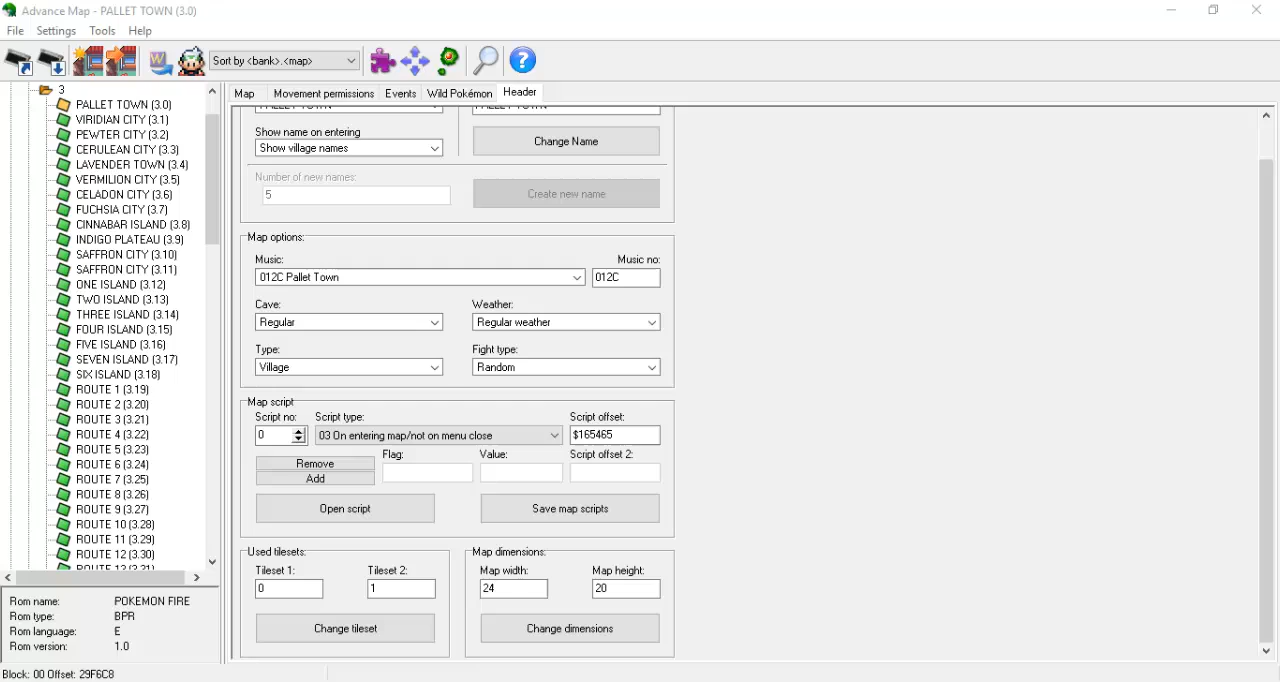 Advance Map - PALLET TOWN (3.0)
File Settings Tools Help
Sort by <bank>.<map>
3
PALLET TOWN (3.0)
VIRIDIAN CITY (3.1)
PEWTER CITY (3.2)
CERULEAN CITY (3.3)
LAVENDER TOWN (3.4)
VERMILION CITY (3.5)
CELADON CITY (3.6)
FUCHSIA CITY (3.7)
CINNABAR ISLAND (3.8)
INDIGO PLATEAU (3.9)
SAFFRON CITY (3.10)
SAFFRON CITY (3.11)
ONE ISLAND (3.12)
TWO ISLAND (3.13)
THREE ISLAND (3.14)
FOUR ISLAND (3.15)
FIVE ISLAND (3.16)
SEVEN ISLAND (3.17)
SIX ISLAND (3.18)
ROUTE 1 (3.19)
ROUTE 2 (3.20)
ROUTE 3 (3.21)
ROUTE 4 (3.22)
ROUTE 5 (3.23)
ROUTE 6 (3.24)
ROUTE 7 (3.25)
ROUTE 8 (3.26)
ROUTE 9 (3.27)
ROUTE 10 (3.28)
ROUTE 11 (3.29)
ROUTE 12 (3.30)
ROUTE 13 (3.31)
Rom name: POKEMON FIRE
Rom type: BPR
Rom language: E
Rom version: 1.0
Block: 00 Offset: 29F6C8
Map Movement permissions Events Wild Pokémon Header
PALLET TOWN PALLET TOWN
Show name on entering
Show village names
Change Name
Number of new names:
5
Create new name
Map options:
Music: Music no:
012C Pallet Town 012C
Cave: Weather:
Regular Regular weather
Type: Fight type:
Village Random
Map script
Script no: Script type: Script offset:
0 03 On entering map/not on menu close $165465
Remove Flag: Value: Script offset 2:
Add
Open script Save map scripts
Used tilesets: Map dimensions:
Tileset 1: Tileset 2: Map width: Map height:
0 1 24 20
Change tileset Change dimensions